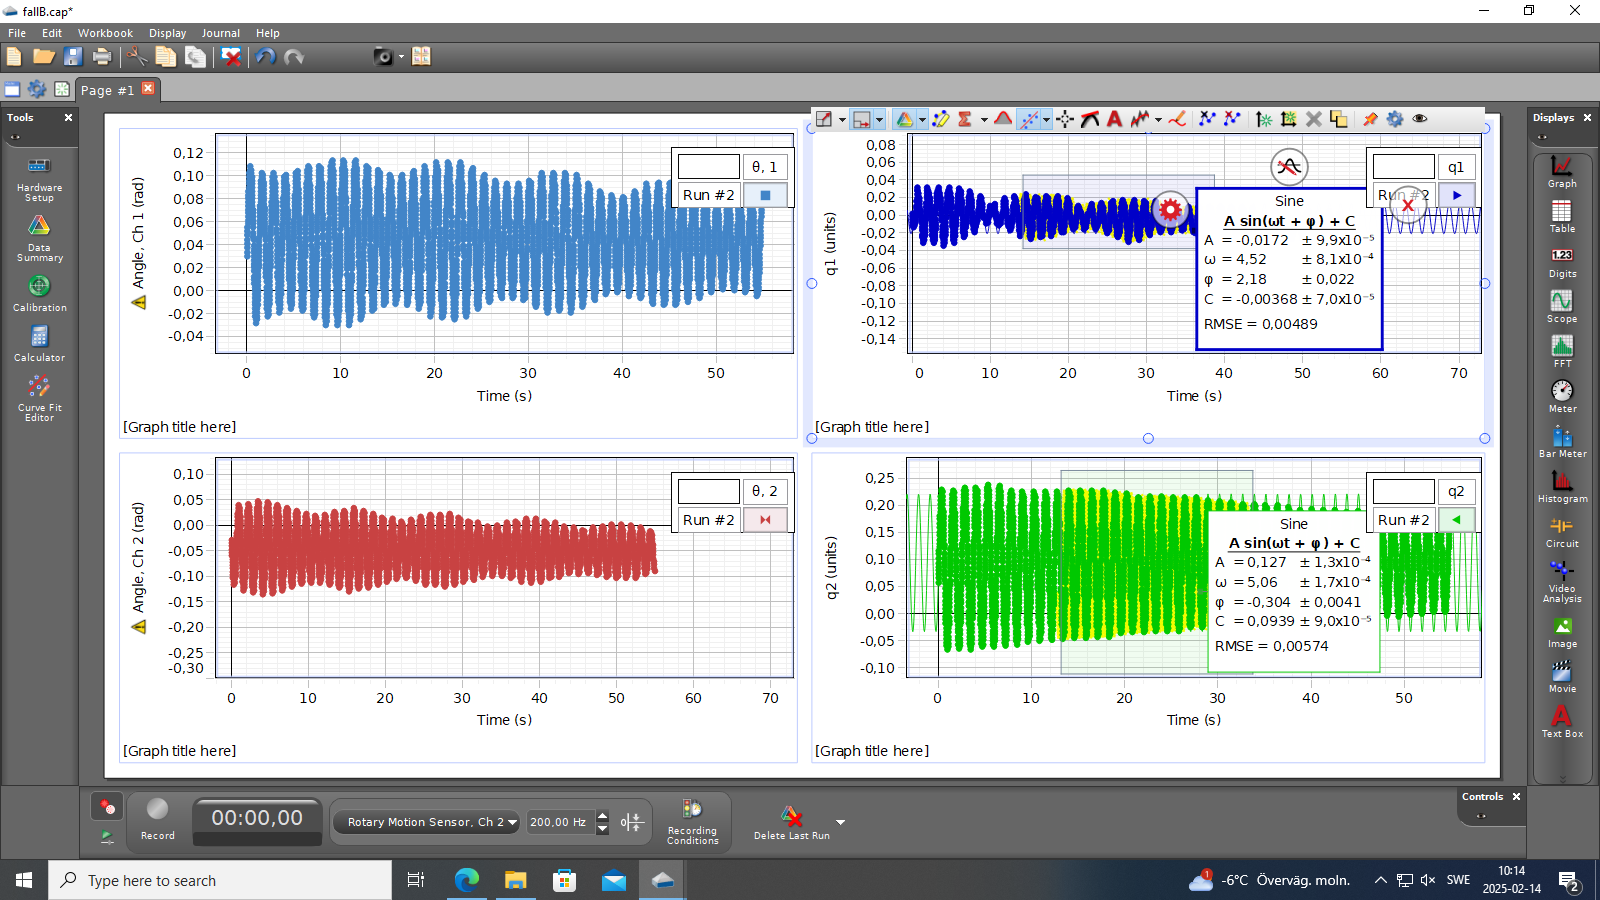 fallB.cap*
File Edit Workbook Display Journal Help
Page #1
Tools
Hardware
Setup
Data
Summary
Calibration
Calculator
Curve Fit
Editor
0,12
0,10
0,08
0,06
0,04
0,02
0,00
-0,02
-0,04
Angle, Ch 1 (rad)
θ, 1
Run #2
0 10 20 30 40 50
Time (s)
[Graph title here]
0,08
0,06
0,04
0,02
0,00
-0,02
-0,04
-0,06
-0,08
-0,10
-0,12
-0,14
q1 (units)
q1
Run #2
Sine
A sin(ωt + φ) + C
A = -0,0172 ± 9,9x10⁻⁵
ω = 4,52 ± 8,1x10⁻⁴
φ = 2,18 ± 0,022
C = -0,00368 ± 7,0x10⁻⁵
RMSE = 0,00489
0 10 20 30 40 50 60 70
Time (s)
[Graph title here]
0,10
0,05
0,00
-0,05
-0,10
-0,15
-0,20
-0,25
-0,30
Angle, Ch 2 (rad)
θ, 2
Run #2
0 10 20 30 40 50 60 70
Time (s)
[Graph title here]
0,25
0,20
0,15
0,10
0,05
0,00
-0,05
-0,10
q2 (units)
q2
Run #2
Sine
A sin(ωt + φ) + C
A = 0,127 ± 1,3x10⁻⁴
ω = 5,06 ± 1,7x10⁻⁴
φ = -0,304 ± 0,0041
C = 0,0939 ± 9,0x10⁻⁵
RMSE = 0,00574
0 10 20 30 40 50
Time (s)
[Graph title here]
Displays
Graph
Table
1.23
Digits
Scope
FFT
Meter
Bar Meter
Histogram
Circuit
Video
Analysis
Image
Movie
Text Box
Record
00:00,00
Rotary Motion Sensor, Ch 2
200,00 Hz
Recording
Conditions
Delete Last Run
Controls
Type here to search
1
-6°C Överväg. moln.
SWE
10:14
2025-02-14
2